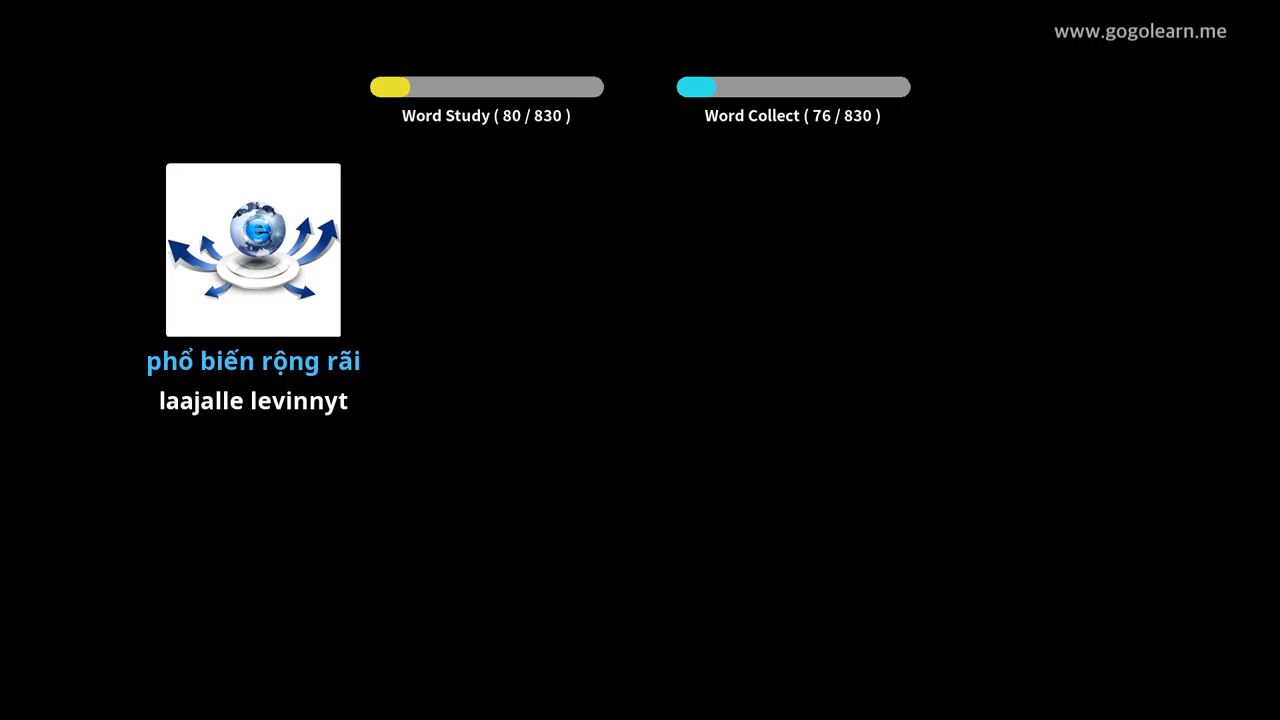 www.gogolearn.me
Word Study ( 80 / 830 )
Word Collect ( 76 / 830 )
e
phổ biến rộng rãi
laajalle levinnyt